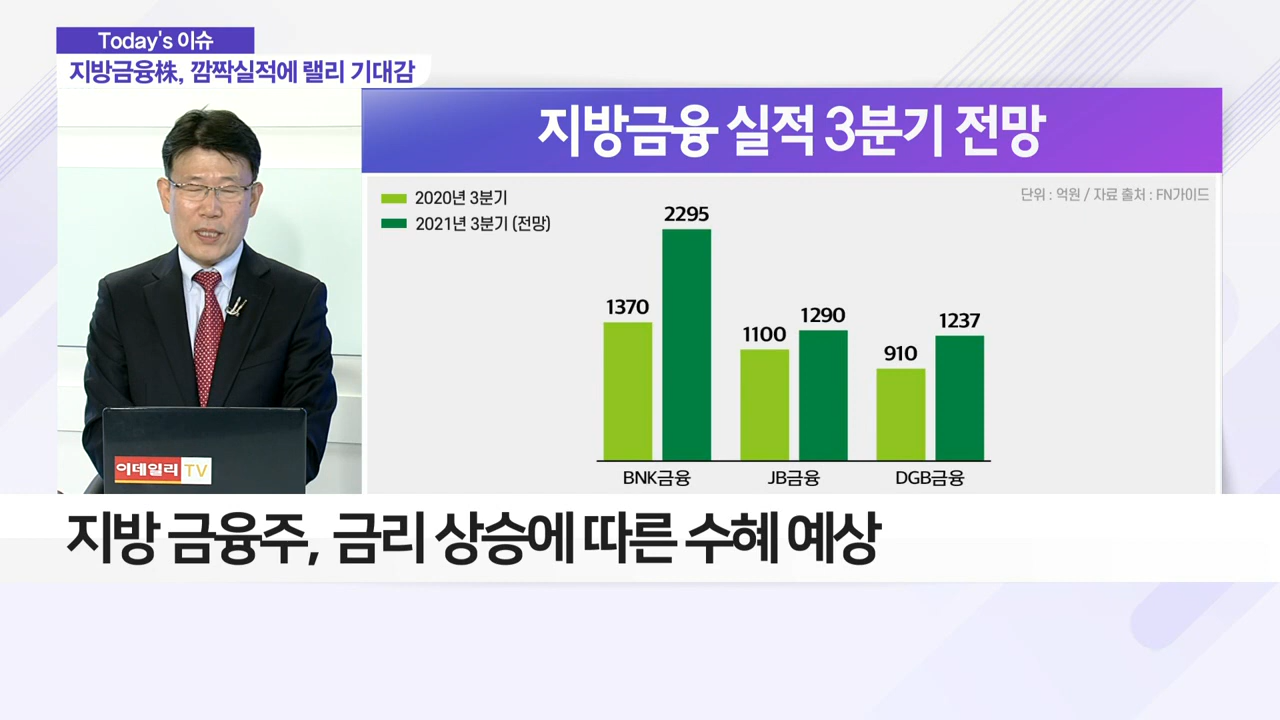 Today's 이슈
지방금융株, 깜짝실적에 랠리 기대감
지방금융 실적 3분기 전망
단위 : 억원 / 자료 출처 : FN가이드
2020년 3분기
2021년 3분기 (전망)
1370
2295
1100
1290
910
1237
BNK금융
JB금융
DGB금융
이데일리 TV
지방 금융주, 금리 상승에 따른 수혜 예상